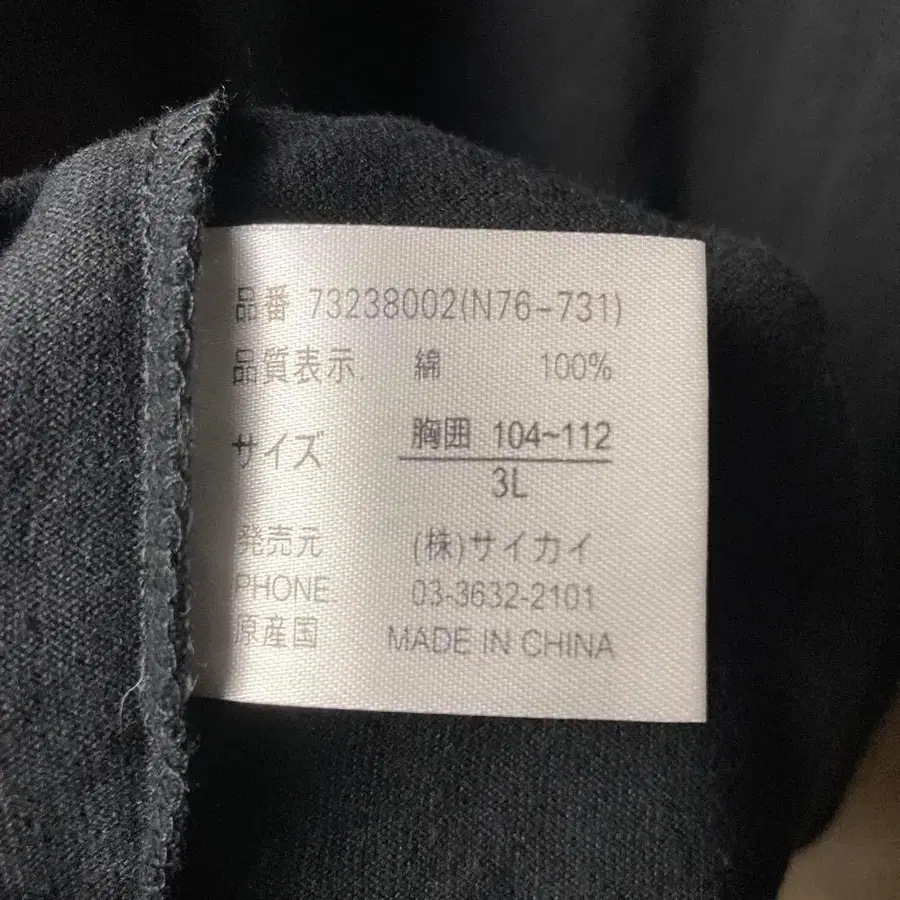 品番 73238002(N76-731)
品質表示 綿 100%
サイズ 胸囲 104~112
3L
発売元 (株)サイカイ
PHONE 03-3632-2101
原産国 MADE IN CHINA